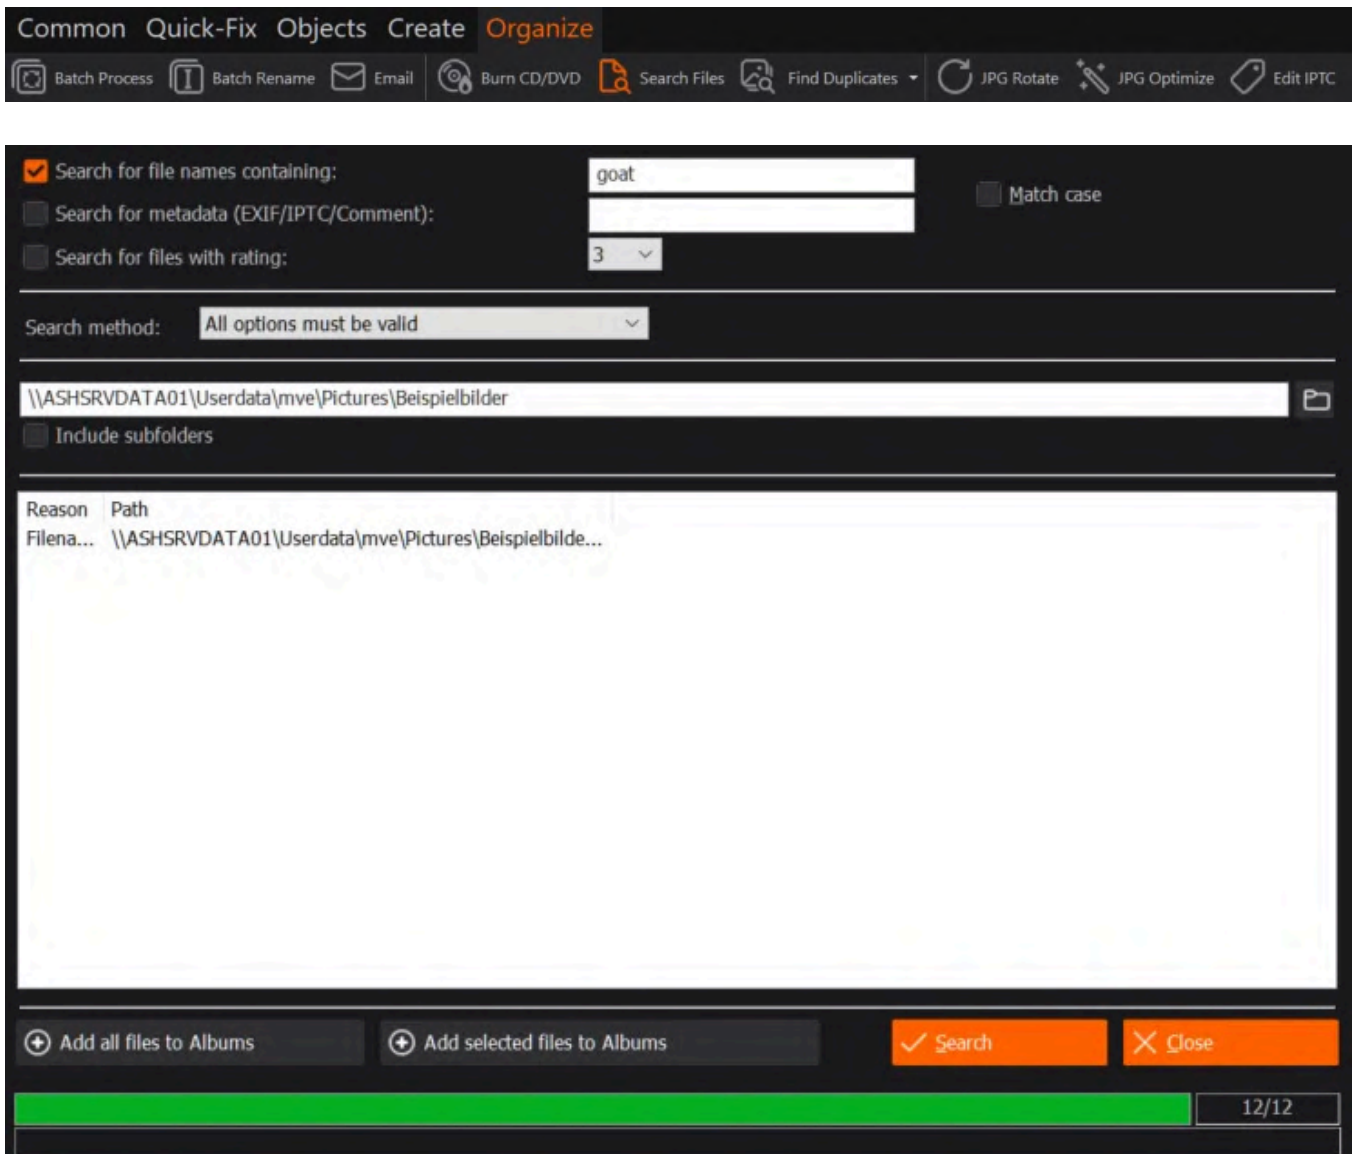 Common Quick-Fix Objects Create Organize
Batch Process Batch Rename Email Burn CD/DVD Search Files Find Duplicates JPG Rotate JPG Optimize Edit IPTC
Search for file names containing: goat
Match case
Search for metadata (EXIF/IPTC/Comment):
Search for files with rating: 3
Search method: All options must be valid
\\ASHSRVDATA01\Userdata\mve\Pictures\Beispielbilder
Include subfolders
Reason Path
Filena... \\ASHSRVDATA01\Userdata\mve\Pictures\Beispielbilde...
Add all files to Albums Add selected files to Albums Search Close
12/12